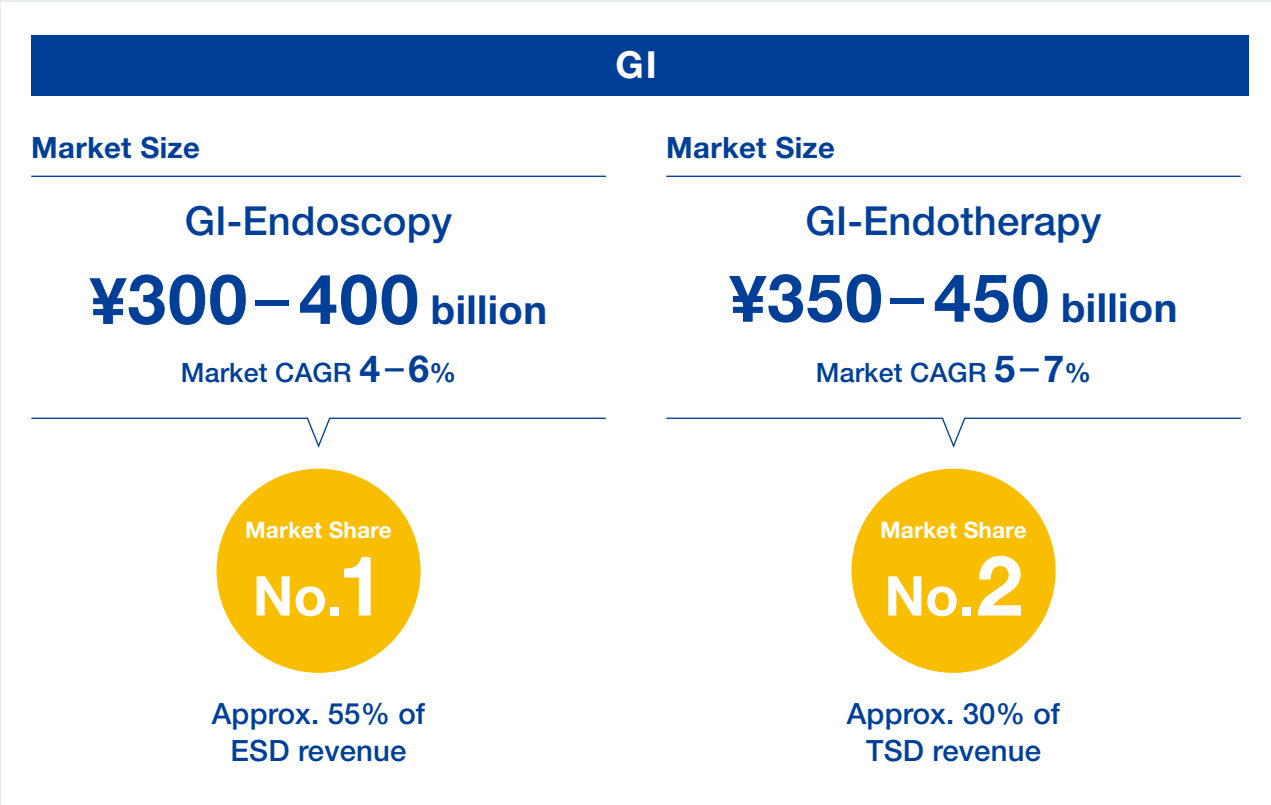 GI
Market Size
GI-Endoscopy
¥300–400 billion
Market CAGR 4–6%
Market Share
No.1
Approx. 55% of
ESD revenue
Market Size
GI-Endotherapy
¥350–450 billion
Market CAGR 5–7%
Market Share
No.2
Approx. 30% of
TSD revenue